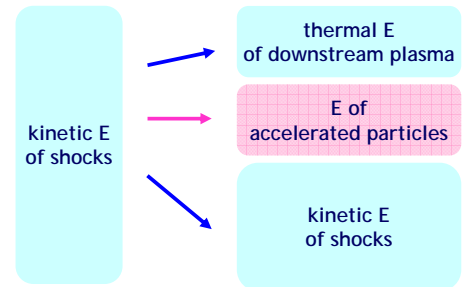 kinetic E
of shocks
thermal E
of downstream plasma
E of
accelerated particles
kinetic E
of shocks